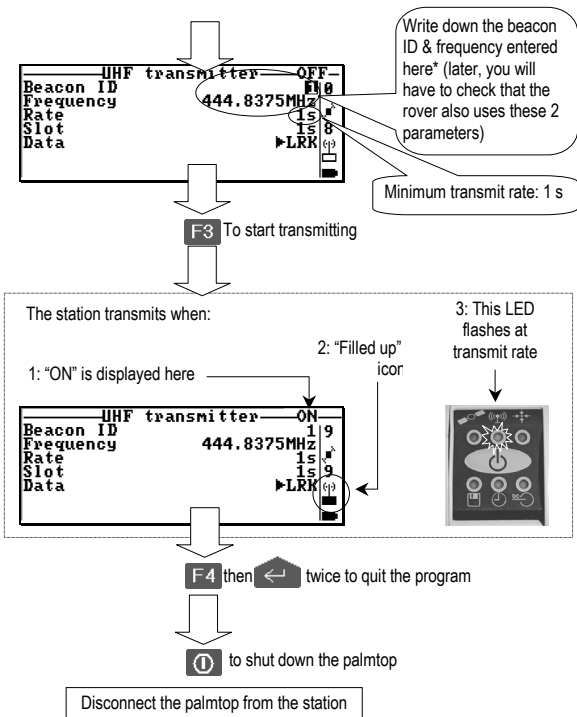 Write down the beacon
ID & frequency entered
here* (later, you will
have to check that the
rover also uses these 2
parameters)
UHF transmitter OFF
Beacon ID 1 0
Frequency 444.8375MHz
Rate 1s
Slot 1s 8
Data ▶LRK
Minimum transmit rate: 1 s
F3 To start transmitting
The station transmits when:
1: “ON” is displayed here
2: “Filled up”
icon
3: This LED
flashes at
transmit rate
UHF transmitter ON
Beacon ID 1 9
Frequency 444.8375MHz
Rate 1s
Slot 1s 9
Data ▶LRK
F4 then twice to quit the program
to shut down the palmtop
Disconnect the palmtop from the station